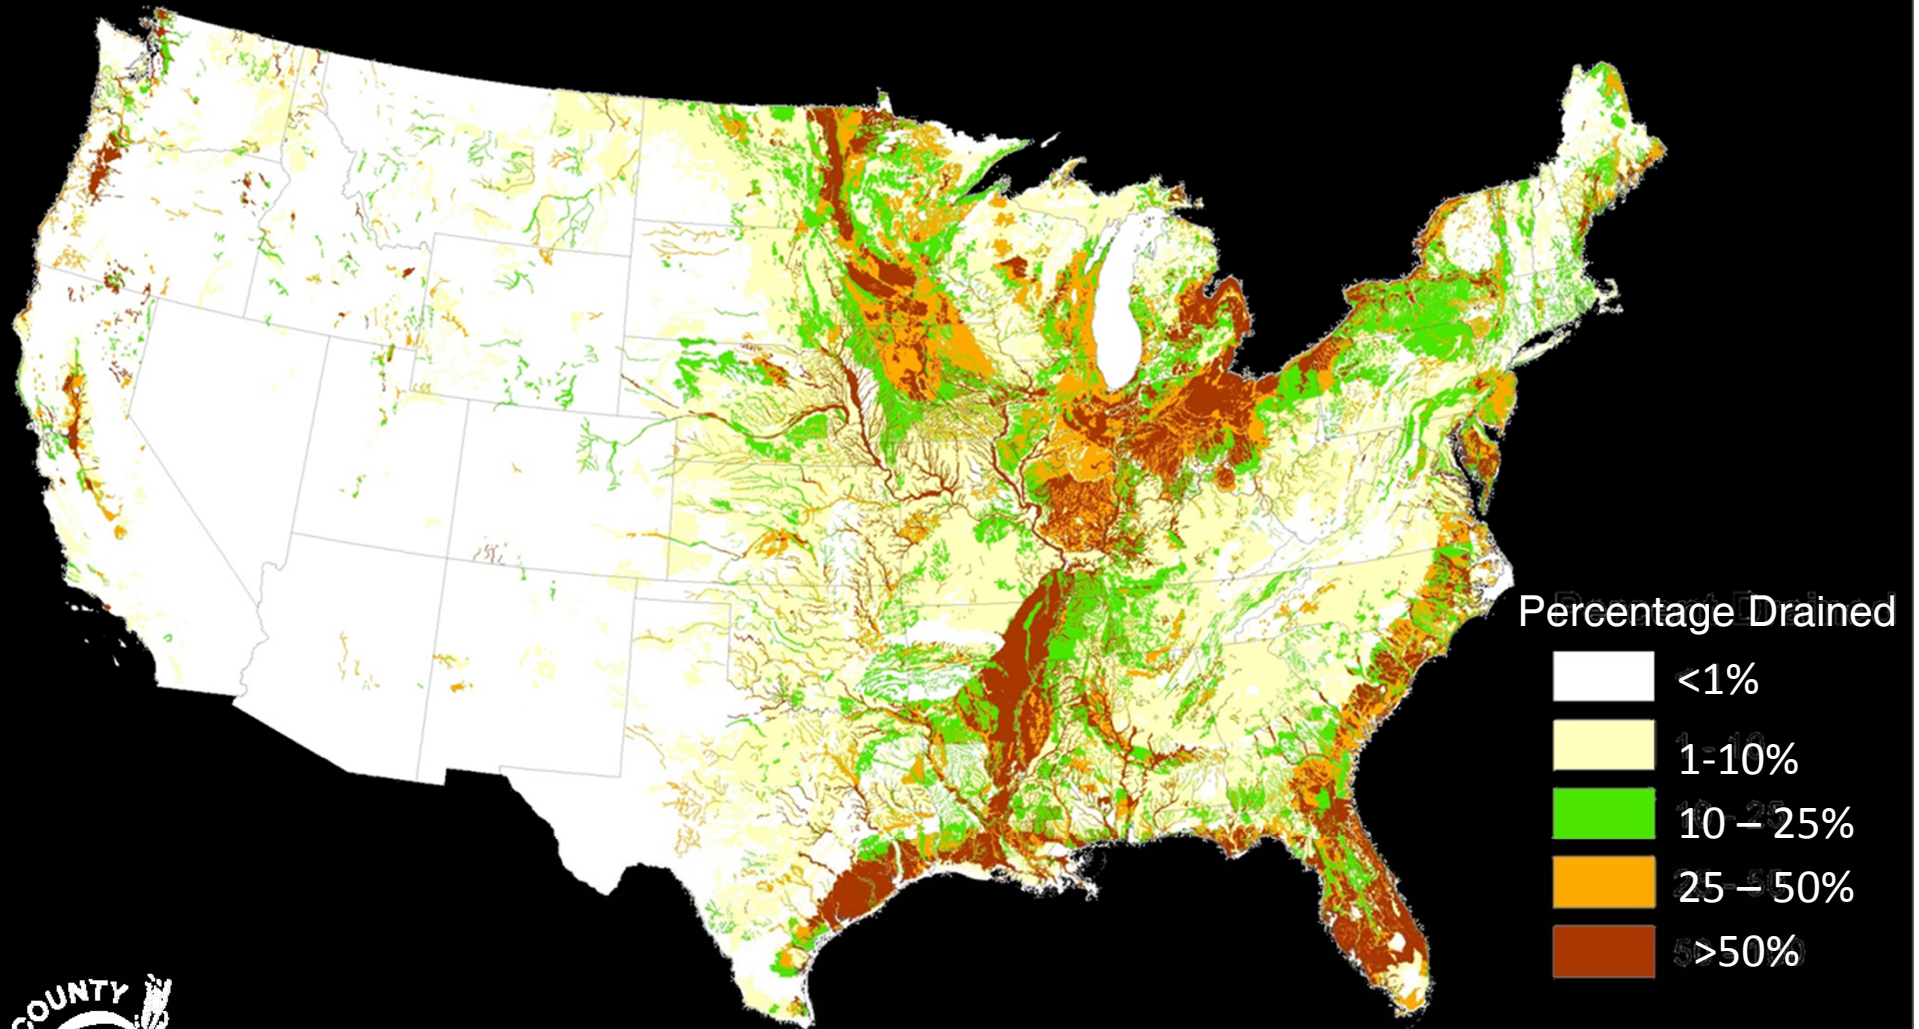 Percentage Drained
<1%
1-10%
10 – 25%
25 – 50%
>50%
COUNTY